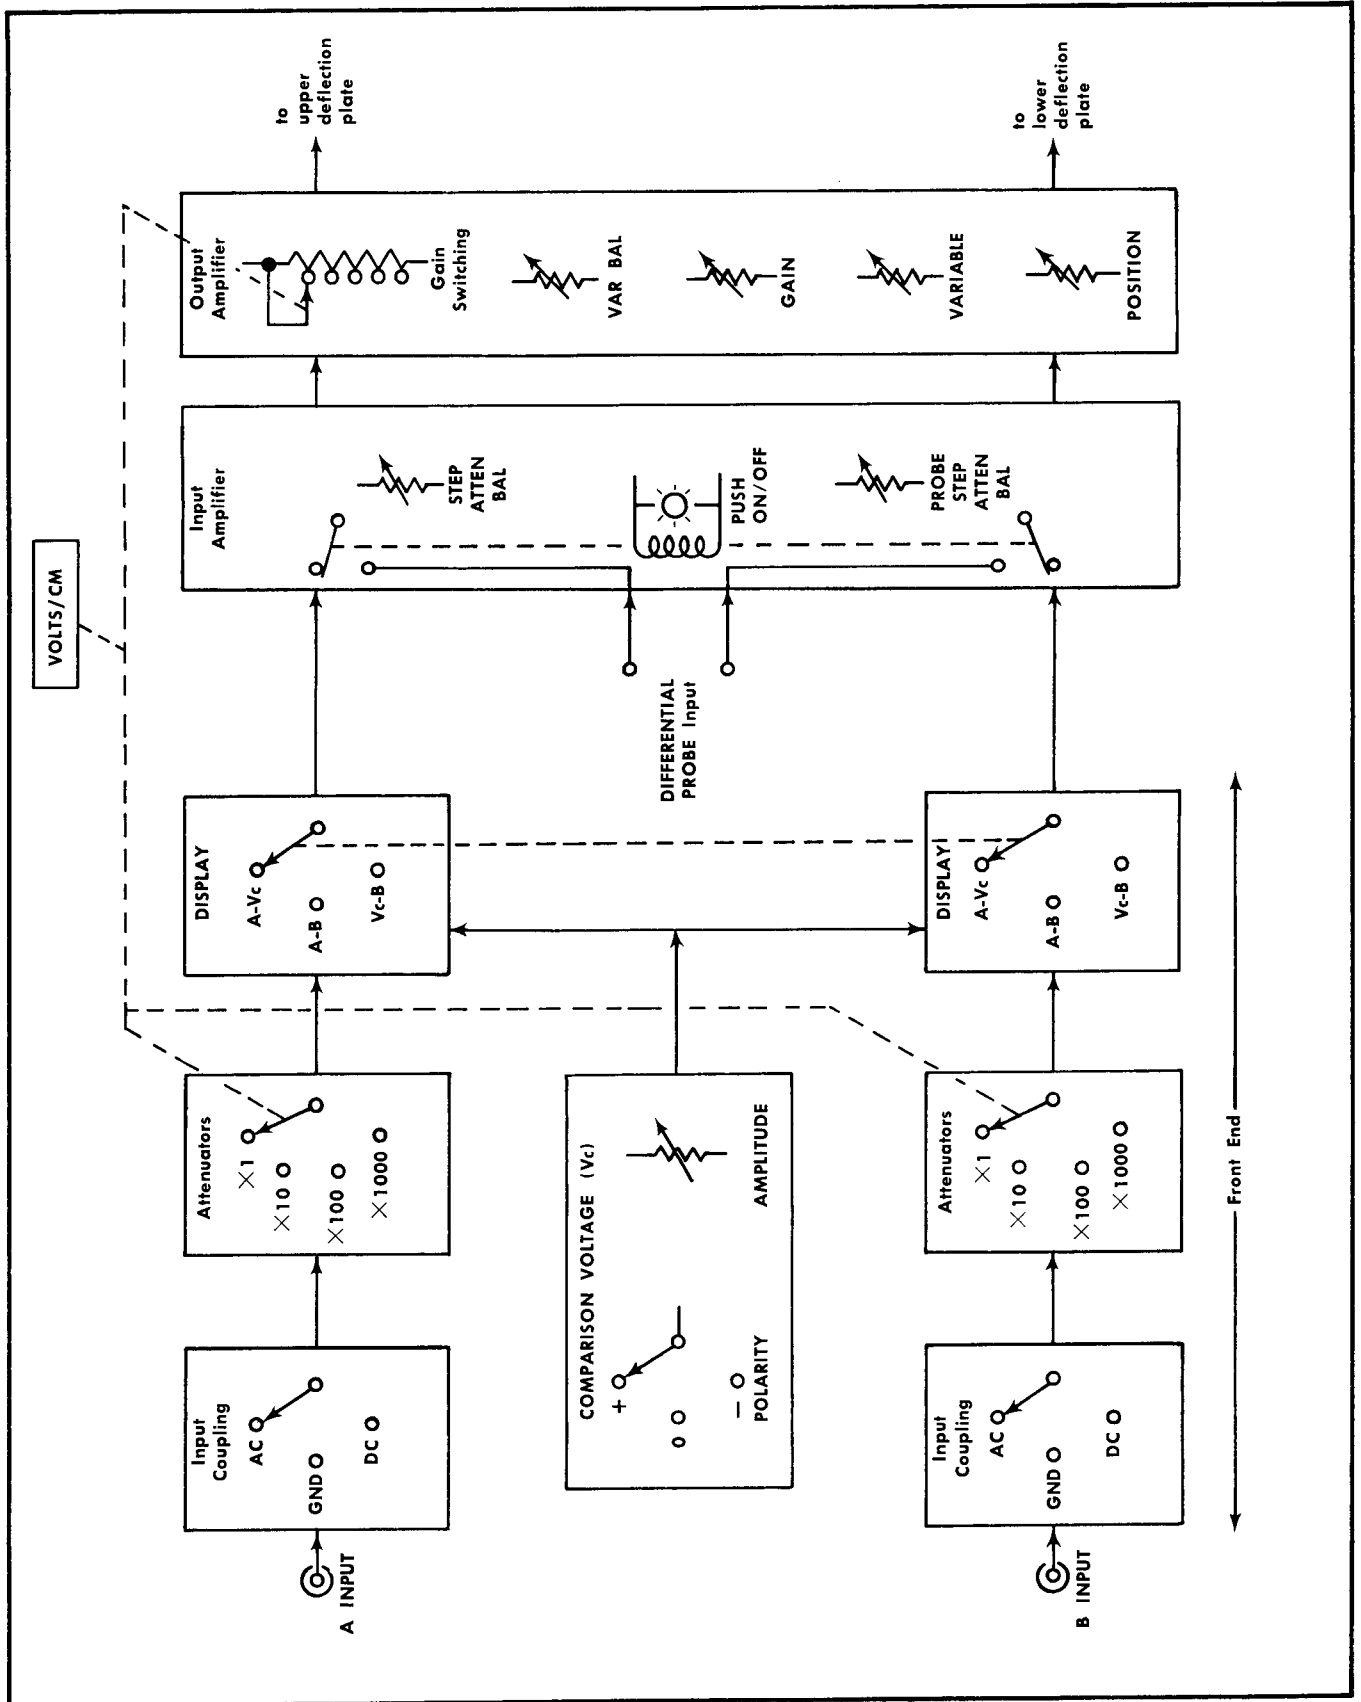 VOLTS/CM
A INPUT
Input
Coupling
AC
GND
DC
Attenuators
×1
×10
×100
×1000
DISPLAY
A-Vc
A-B
Vc-B
Input
Amplifier
STEP
ATTEN
BAL
PUSH
ON/OFF
PROBE
STEP
ATTEN
BAL
Output
Amplifier
Gain
Switching
VAR BAL
GAIN
VARIABLE
POSITION
to
upper
deflection
plate
COMPARISON VOLTAGE (Vc)
+
0
–
POLARITY
AMPLITUDE
DIFFERENTIAL
PROBE Input
B INPUT
Input
Coupling
AC
GND
DC
Attenuators
×1
×10
×100
×1000
DISPLAY
A-Vc
A-B
Vc-B
to
lower
deflection
plate
Front End